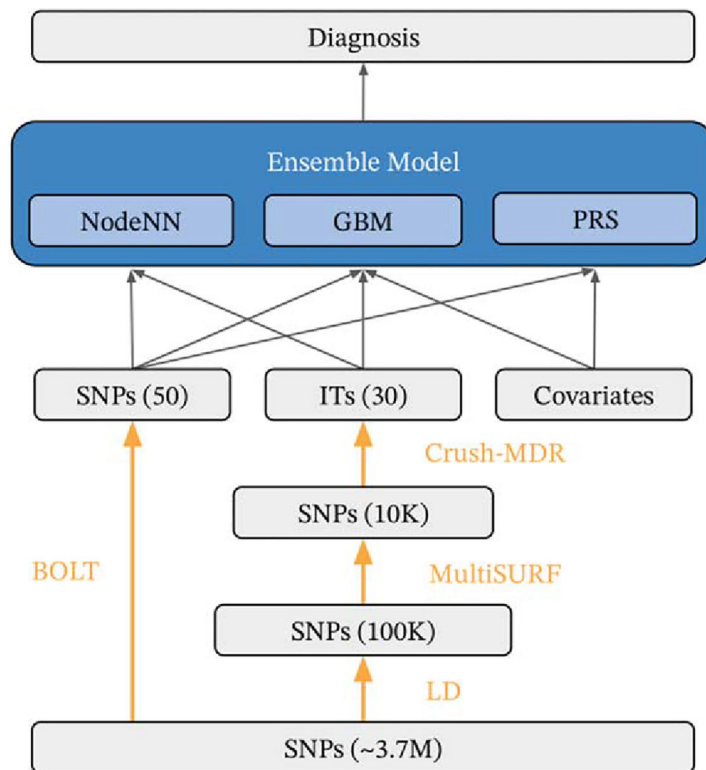 Diagnosis
Ensemble Model
NodeNN
GBM
PRS
SNPs (50)
ITs (30)
Covariates
Crush-MDR
SNPs (10K)
BOLT
MultiSURF
SNPs (100K)
LD
SNPs (~3.7M)